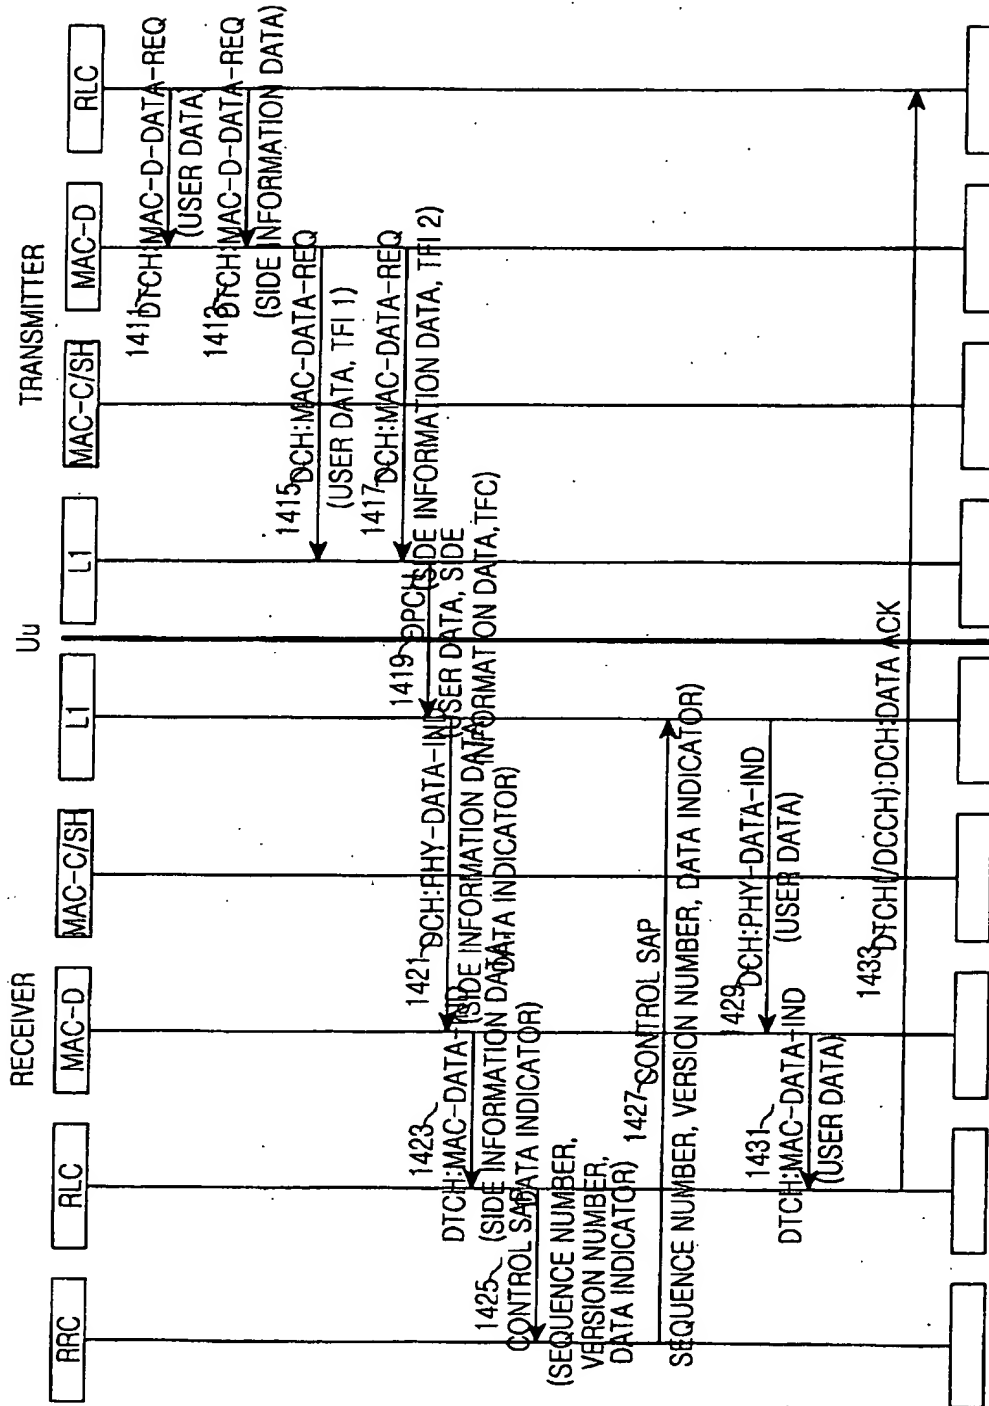 RECEIVER
TRANSMITTER
Uu
RRC
RLC
MAC-D
MAC-C/SH
L1
L1
MAC-C/SH
MAC-D
RLC
1411
DTCH:MAC-D-DATA-REQ
(USER DATA)
1413
DTCH:MAC-D-DATA-REQ
(SIDE INFORMATION DATA)
1415
DCH:MAC-DATA-REQ
(USER DATA, TFI 1)
1417
DCH:MAC-DATA-REQ
(SIDE INFORMATION DATA, TFI 2)
1419
DPCH
(USER DATA, SIDE
INFORMATION DATA,TFC)
1421
DCH:PHY-DATA-IND
(SIDE INFORMATION DATA,
DATA INDICATOR)
1423
DTCH:MAC-DATA-IND
(SIDE INFORMATION DATA,
DATA INDICATOR)
1425
CONTROL SAP
(SEQUENCE NUMBER,
VERSION NUMBER,
DATA INDICATOR)
1427
CONTROL SAP
SEQUENCE NUMBER, VERSION NUMBER, DATA INDICATOR)
1429
DCH:PHY-DATA-IND
(USER DATA)
1431
DTCH:MAC-DATA-IND
(USER DATA)
1433
DTCH(/DCCH):DCH:DATA ACK